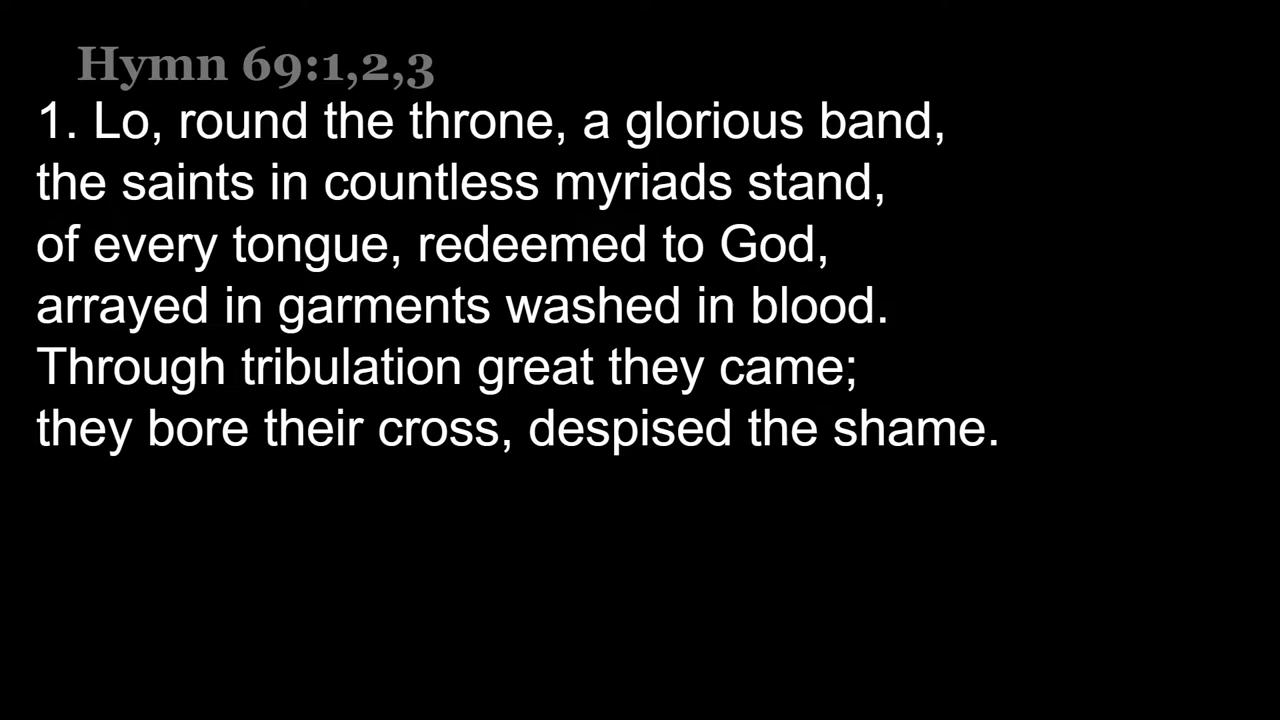 Hymn 69:1,2,3
1. Lo, round the throne, a glorious band,
the saints in countless myriads stand,
of every tongue, redeemed to God,
arrayed in garments washed in blood.
Through tribulation great they came;
they bore their cross, despised the shame.